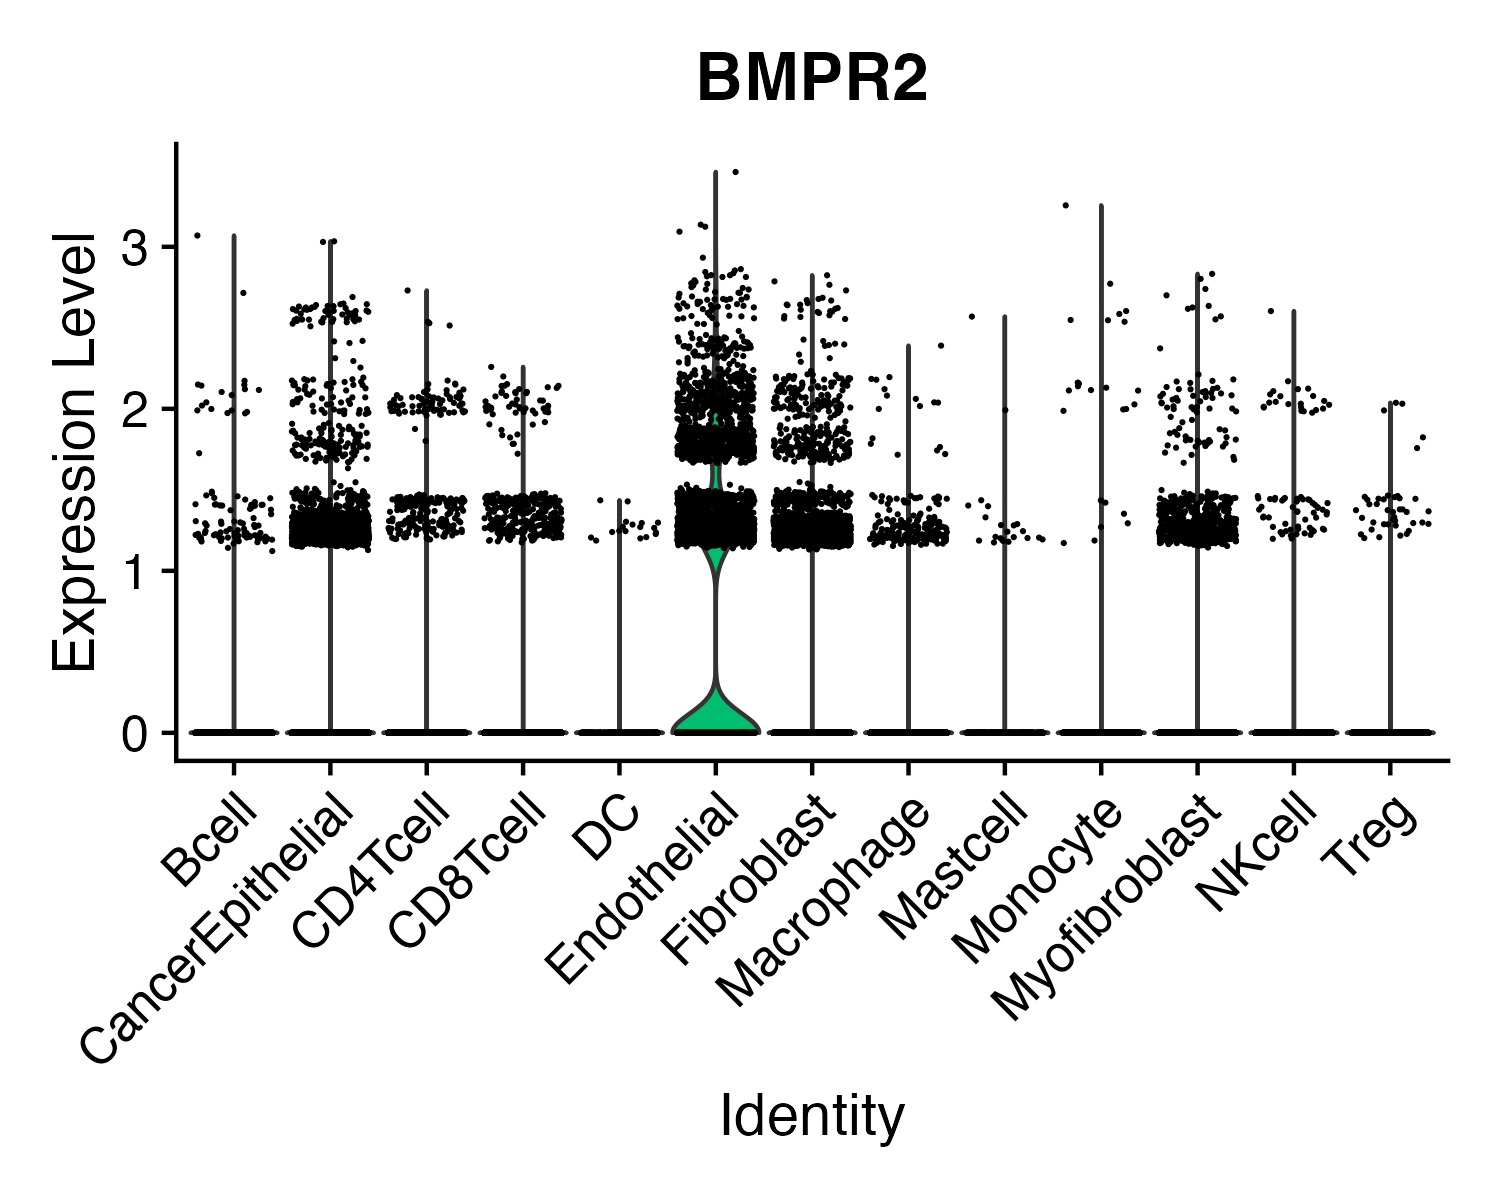 BMPR2
Expression Level
3
2
1
0
Bcell
CancerEpithelial
CD4Tcell
CD8Tcell
DC
Endothelial
Fibroblast
Macrophage
Mastcell
Monocyte
Myofibroblast
NKcell
Treg
Identity